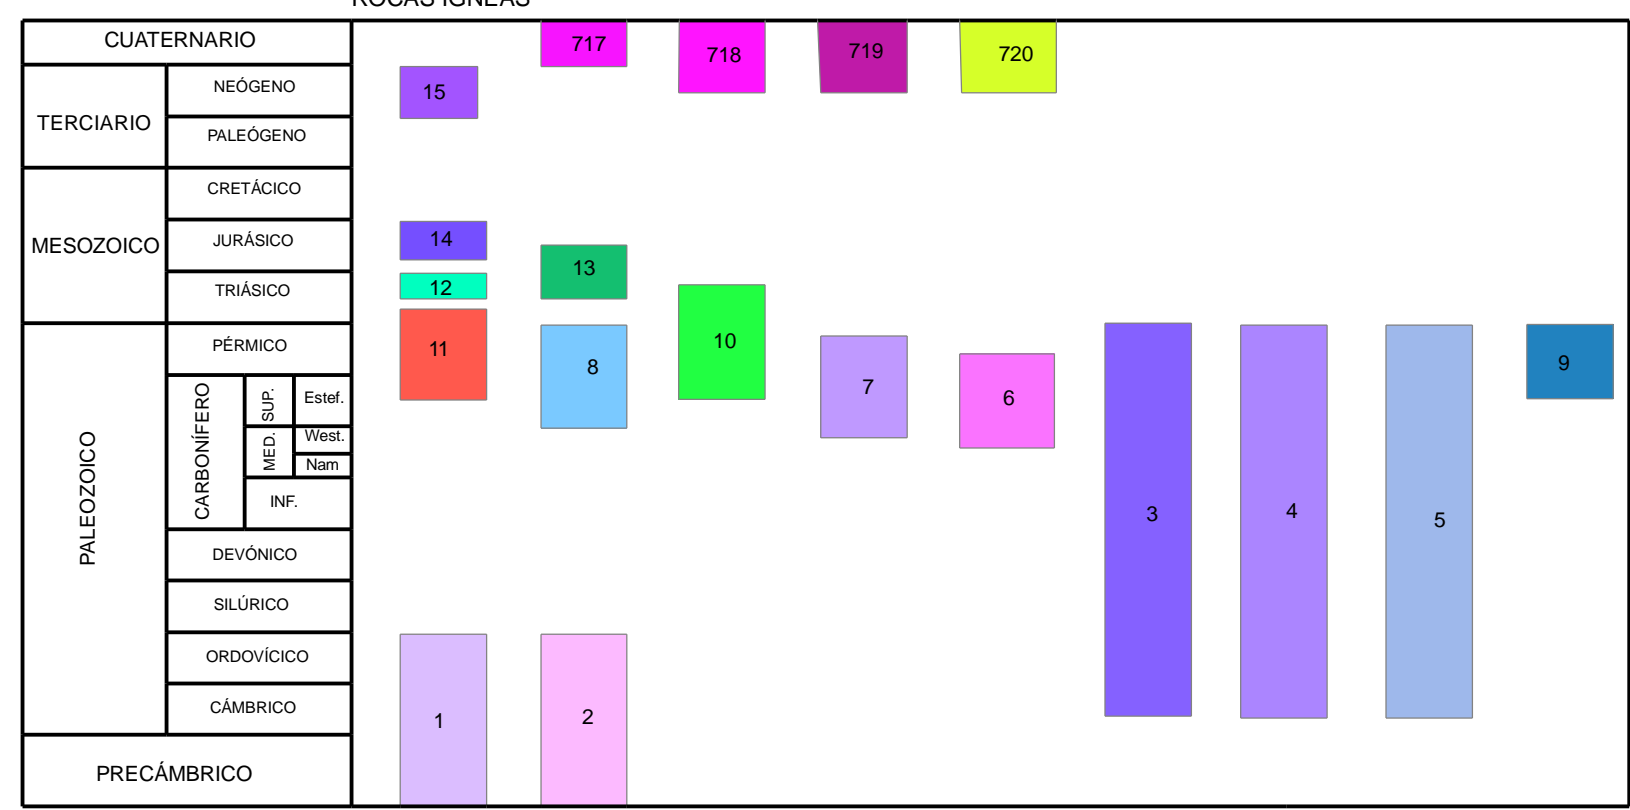 ROCAS ÍGNEAS
CUATERNARIO
717
718
719
720
TERCIARIO
NEÓGENO
15
PALEÓGENO
MESOZOICO
CRETÁCICO
JURÁSICO
14
13
TRIÁSICO
12
PALEOZOICO
PÉRMICO
11
8
10
7
6
9
CARBONÍFERO
SUP.
Estef.
MED.
West.
Nam
INF.
3
4
5
DEVÓNICO
SILÚRICO
ORDOVÍCICO
CÁMBRICO
1
2
PRECÁMBRICO